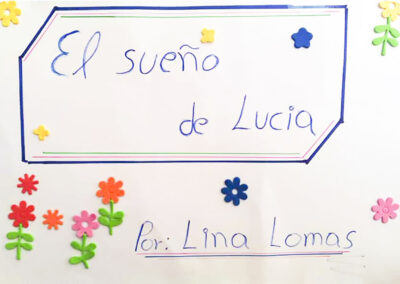 El sueño
de Lucia
Por: Lina Lomas